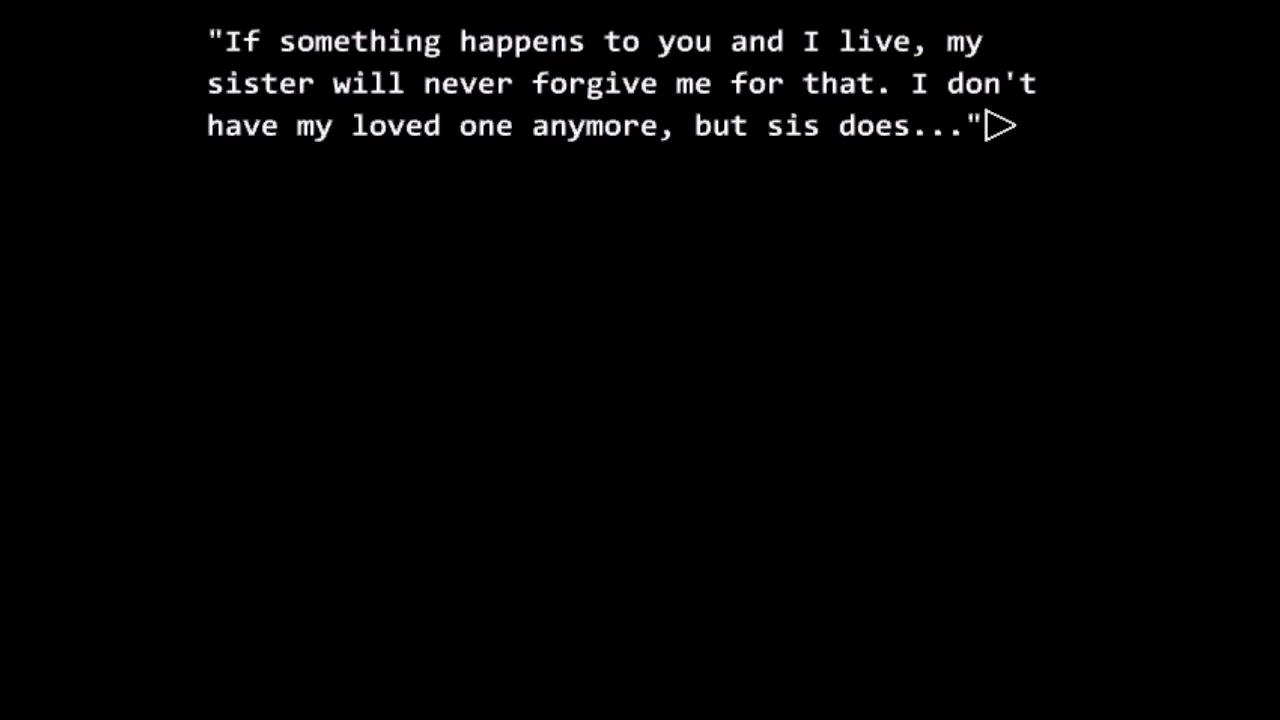 "If something happens to you and I live, my
sister will never forgive me for that. I don't
have my loved one anymore, but sis does..."